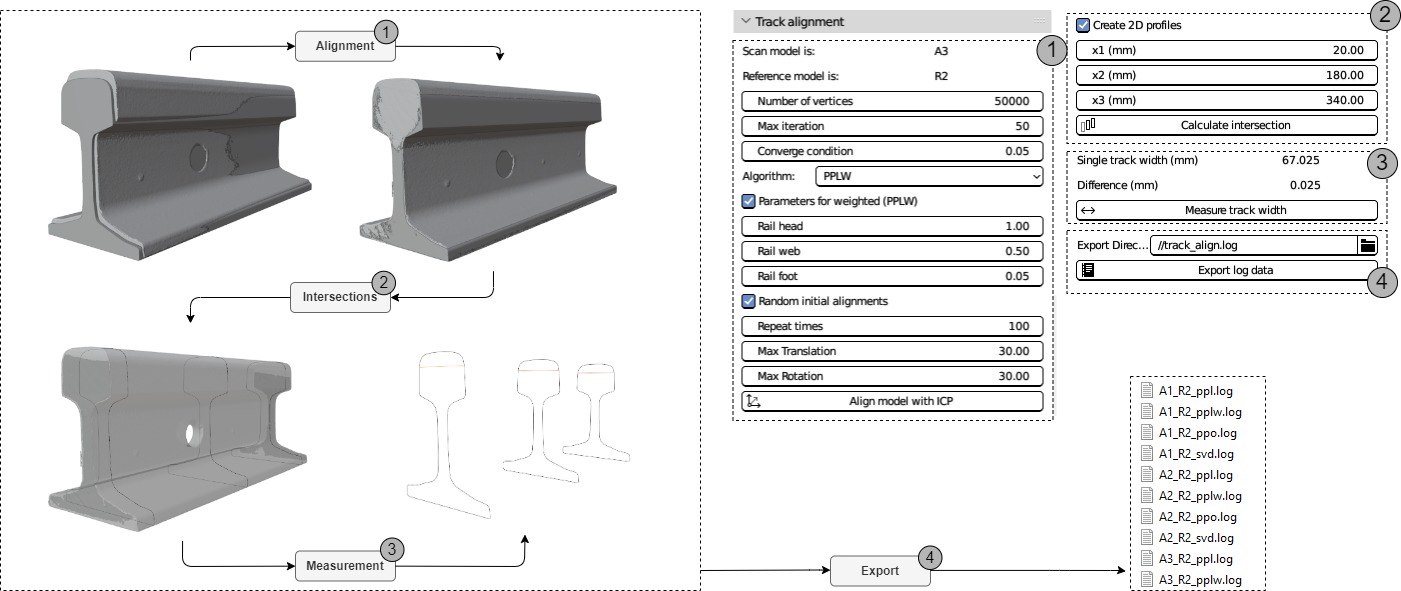 Alignment
1
Intersections
2
Measurement
3
Export
4
Track alignment
1
Scan model is: A3
Reference model is: R2
Number of vertices 50000
Max iteration 50
Converge condition 0.05
Algorithm: PPLW
Parameters for weighted (PPLW)
Rail head 1.00
Rail web 0.50
Rail foot 0.05
Random initial alignments
Repeat times 100
Max Translation 30.00
Max Rotation 30.00
Align model with ICP
2
Create 2D profiles
x1 (mm) 20.00
x2 (mm) 180.00
x3 (mm) 340.00
Calculate intersection
3
Single track width (mm) 67.025
Difference (mm) 0.025
Measure track width
Export Direc... //track_align.log
Export log data
4
A1_R2_ppl.log
A1_R2_pplw.log
A1_R2_ppo.log
A1_R2_svd.log
A2_R2_ppl.log
A2_R2_pplw.log
A2_R2_ppo.log
A2_R2_svd.log
A3_R2_ppl.log
A3_R2_pplw.log